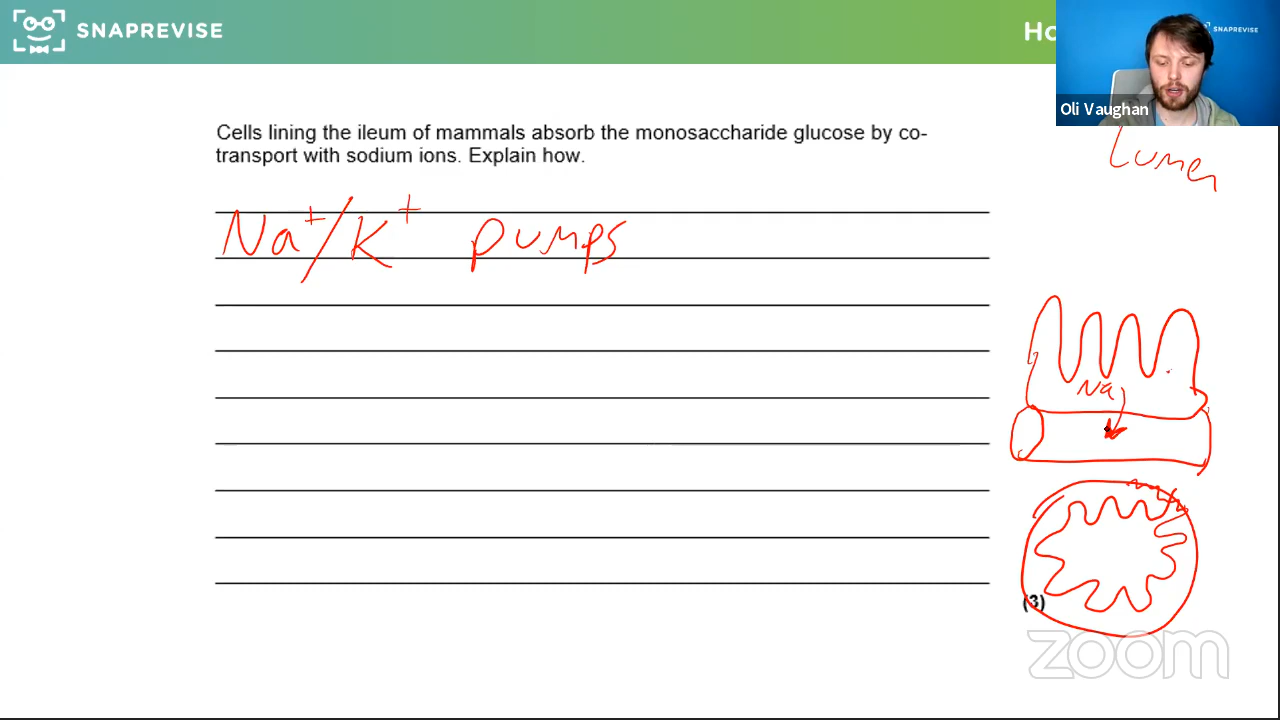 SNAPREVISE
Ho
SNAPREVISE
Oli Vaughan
Lumen
Cells lining the ileum of mammals absorb the monosaccharide glucose by co-
transport with sodium ions. Explain how.
Na+/K+ pumps
Na
(3)
zoom